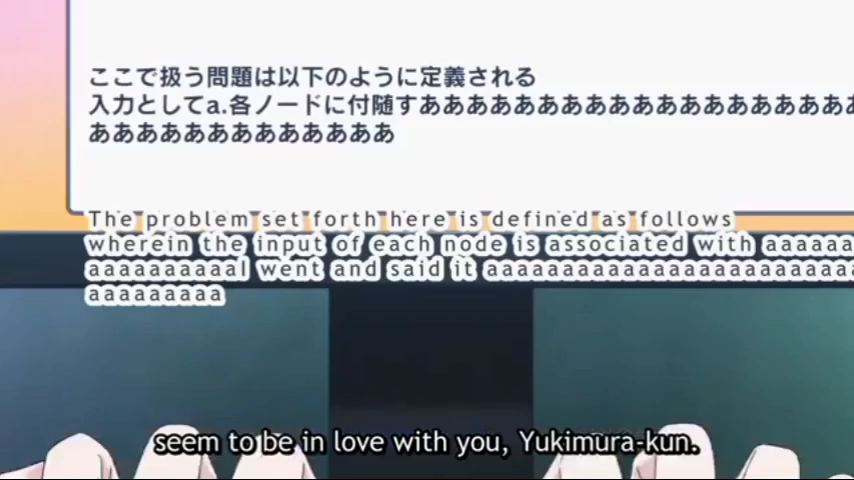 ここで扱う問題は以下のように定義される
入力としてa.各ノードに付随すあああああああああああああああああああ
あああああああああああああ
The problem set forth here is defined as follows
wherein the input of each node is associated with aaaaaa
aaaaaaaaaaI went and said it aaaaaaaaaaaaaaaaaaaaaaaaa
aaaaaaaaa
seem to be in love with you, Yukimura-kun.